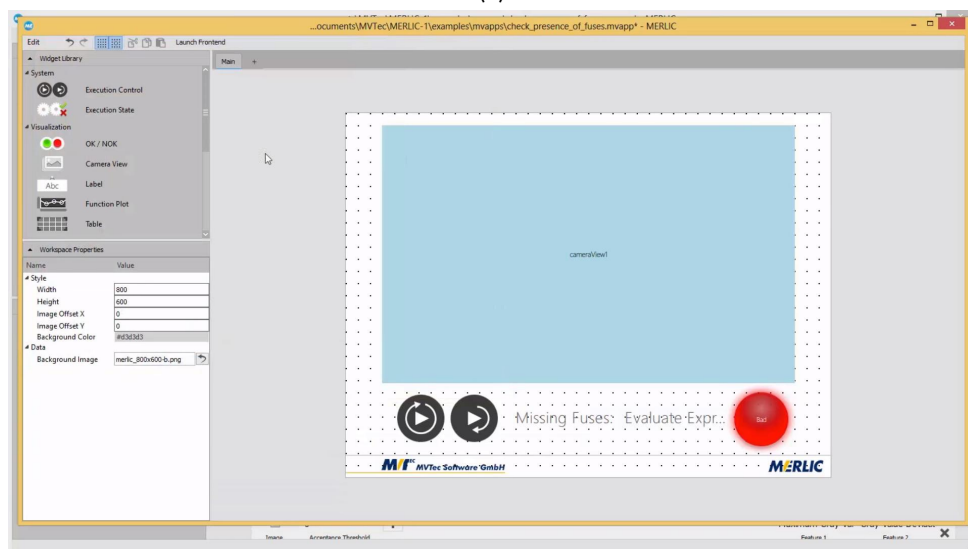 ...ocuments\MVTec\MERLIC-1\examples\mvapps\check_presence_of_fuses.mvapp* - MERLIC
Edit
Launch Frontend
Widget Library
Main +
System
Execution Control
Execution State
Visualization
OK / NOK
Camera View
Abc Label
Function Plot
Table
Workspace Properties
Name Value
Style
Width 800
Height 600
Image Offset X 0
Image Offset Y 0
Background Color #d3d3d3
Data
Background Image merlic_800x600-b.png
cameraView1
Missing Fuses: Evaluate Expr... Bad
MVTec Software GmbH
MERLIC
Image Acceptance Threshold
Feature 1 Feature 2